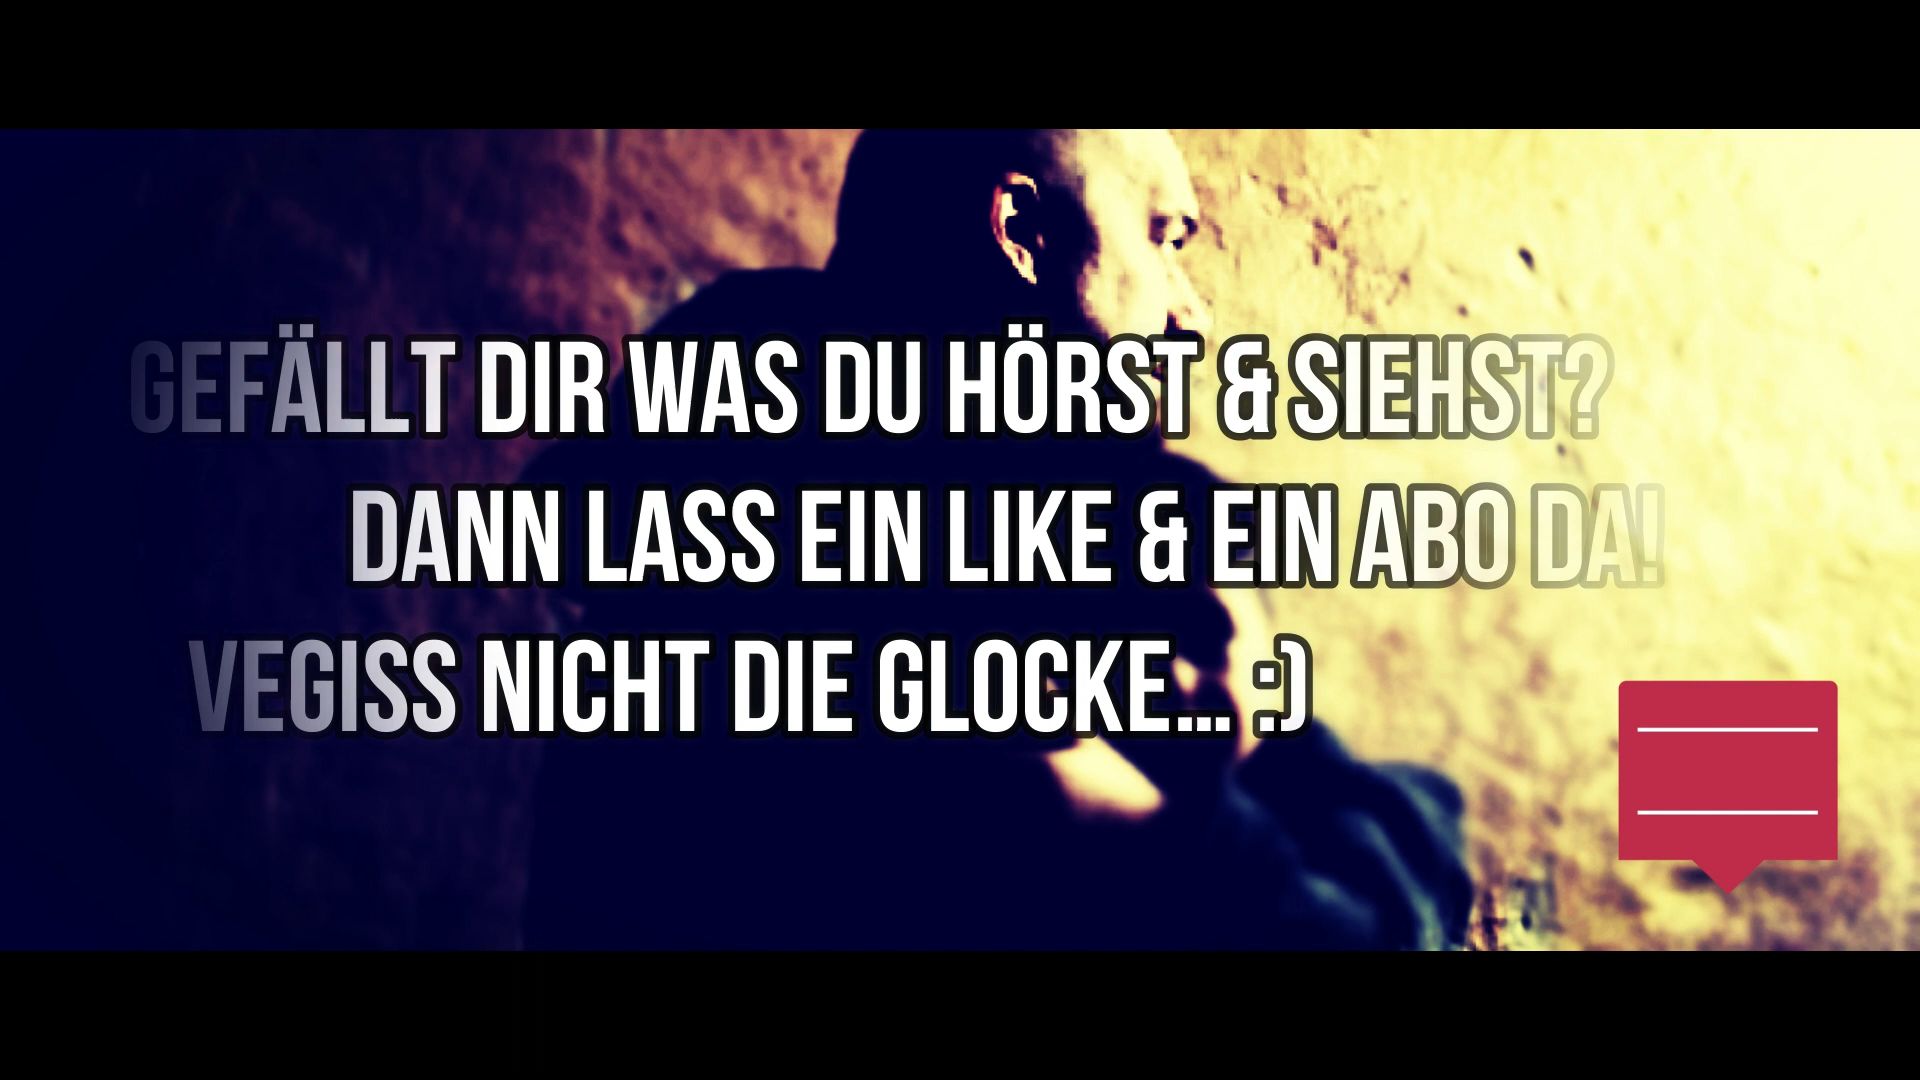 GEFÄLLT DIR WAS DU HÖRST & SIEHST?
DANN LASS EIN LIKE & EIN ABO DA!
VEGISS NICHT DIE GLOCKE... :)